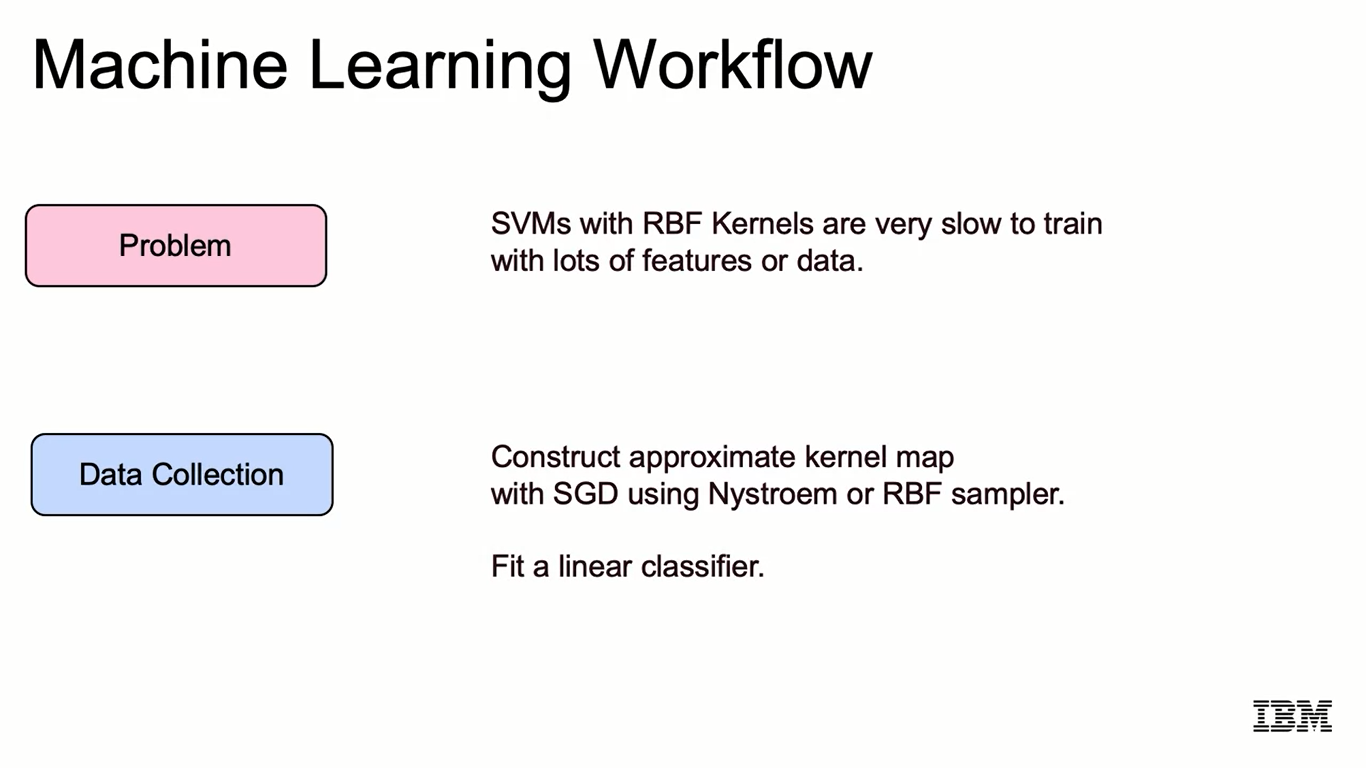 Machine Learning Workflow
Problem
SVMs with RBF Kernels are very slow to train
with lots of features or data.
Data Collection
Construct approximate kernel map
with SGD using Nystroem or RBF sampler.
Fit a linear classifier.
IBM